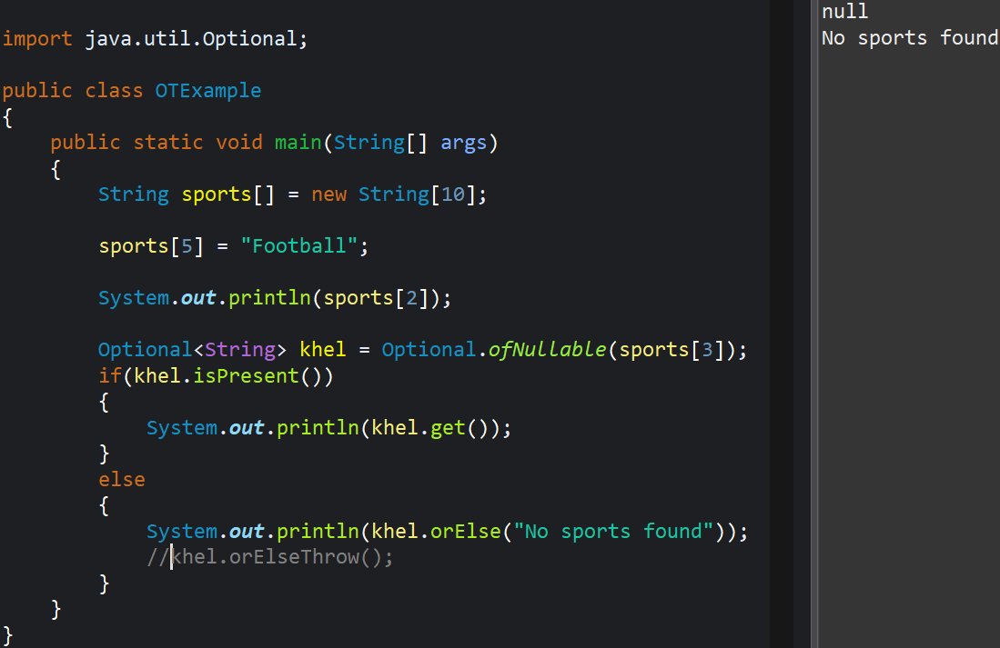 import java.util.Optional;
public class OTExample
{
public static void main(String[] args)
{
String sports[] = new String[10];
sports[5] = "Football";
System.out.println(sports[2]);
Optional<String> khel = Optional.ofNullable(sports[3]);
if(khel.isPresent())
{
System.out.println(khel.get());
}
else
{
System.out.println(khel.orElse("No sports found"));
//khel.orElseThrow();
}
}
}
null
No sports found